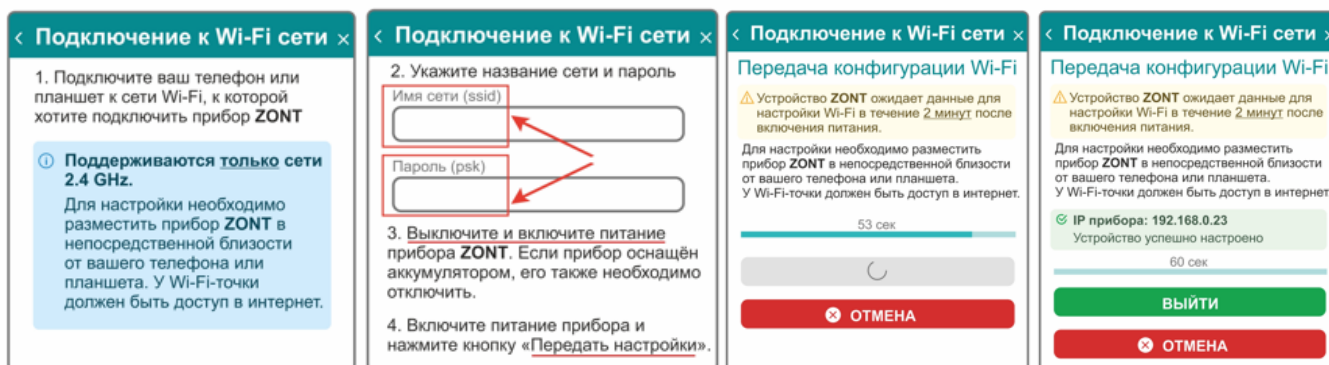 Подключение к Wi-Fi сети
1. Подключите ваш телефон или
планшет к сети Wi-Fi, к которой
хотите подключить прибор ZONT
Поддерживаются только сети
2.4 GHz.
Для настройки необходимо
разместить прибор ZONT в
непосредственной близости
от вашего телефона или
планшета. У Wi-Fi-точки
должен быть доступ в интернет.
Подключение к Wi-Fi сети
2. Укажите название сети и пароль
Имя сети (ssid)
Пароль (psk)
3. Выключите и включите питание
прибора ZONT. Если прибор оснащён
аккумулятором, его также необходимо
отключить.
4. Включите питание прибора и
нажмите кнопку «Передать настройки».
Подключение к Wi-Fi сети
Передача конфигурации Wi-Fi
Устройство ZONT ожидает данные для
настройки Wi-Fi в течение 2 минут после
включения питания.
Для настройки необходимо разместить
прибор ZONT в непосредственной близости
от вашего телефона или планшета.
У Wi-Fi-точки должен быть доступ в интернет.
53 сек
ОТМЕНА
Подключение к Wi-Fi сети
Передача конфигурации Wi-Fi
Устройство ZONT ожидает данные для
настройки Wi-Fi в течение 2 минут после
включения питания.
Для настройки необходимо разместить
прибор ZONT в непосредственной близости
от вашего телефона или планшета.
У Wi-Fi-точки должен быть доступ в интернет
IP прибора: 192.168.0.23
Устройство успешно настроено
60 сек
ВЫЙТИ
ОТМЕНА